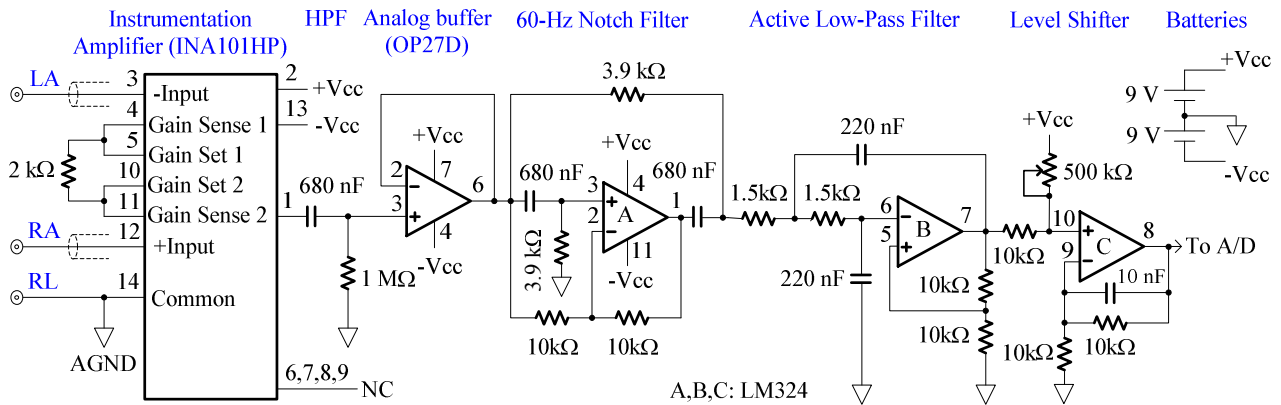 Instrumentation
Amplifier (INA101HP)
HPF
Analog buffer
(OP27D)
60-Hz Notch Filter
Active Low-Pass Filter
Level Shifter
Batteries
LA
3
-Input
4
Gain Sense 1
5
Gain Set 1
10
Gain Set 2
11
Gain Sense 2
2 kΩ
RA
12
+Input
RL
14
Common
AGND
2
+Vcc
13
-Vcc
1
680 nF
1 MΩ
6,7,8,9
NC
+Vcc
2
7
-
6
3
+
4
-Vcc
3.9 kΩ
680 nF
+Vcc
3
+
4
A
1
2
-
11
-Vcc
680 nF
3.9 kΩ
10kΩ
10kΩ
220 nF
1.5kΩ
1.5kΩ
6
-
7
5
+
B
220 nF
10kΩ
10kΩ
10kΩ
+Vcc
500 kΩ
10
+
8
9
-
C
To A/D
10 nF
10kΩ
10kΩ
+Vcc
9 V
9 V
-Vcc
A,B,C: LM324